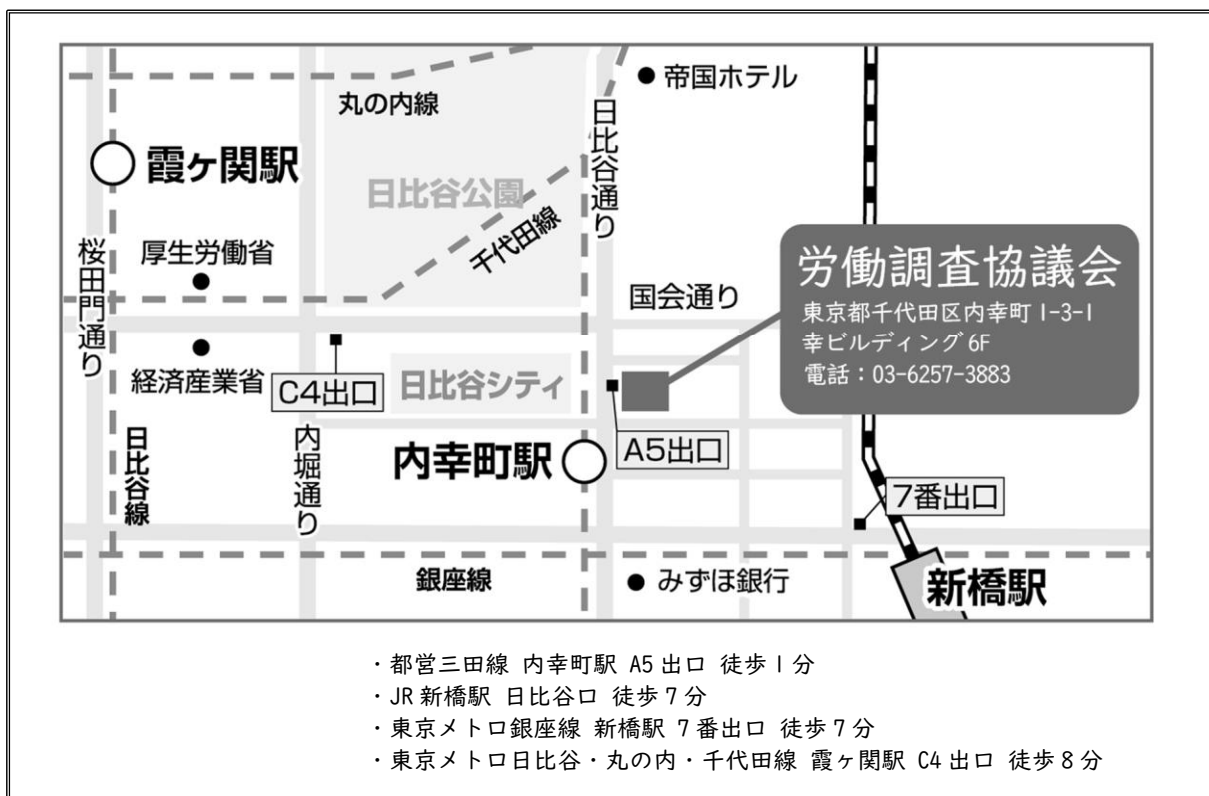 帝国ホテル
丸の内線
日比谷通り
霞ヶ関駅
日比谷公園
千代田線
桜田門通り
厚生労働省
国会通り
労働調査協議会
東京都千代田区内幸町1-3-1
幸ビルディング6F
電話：03-6257-3883
経済産業省
C4出口
日比谷シティ
日比谷線
内堀通り
内幸町駅
A5出口
7番出口
銀座線
みずほ銀行
新橋駅
・都営三田線 内幸町駅 A5出口 徒歩1分
・JR新橋駅 日比谷口 徒歩7分
・東京メトロ銀座線 新橋駅 7番出口 徒歩7分
・東京メトロ日比谷・丸の内・千代田線 霞ヶ関駅 C4出口 徒歩8分